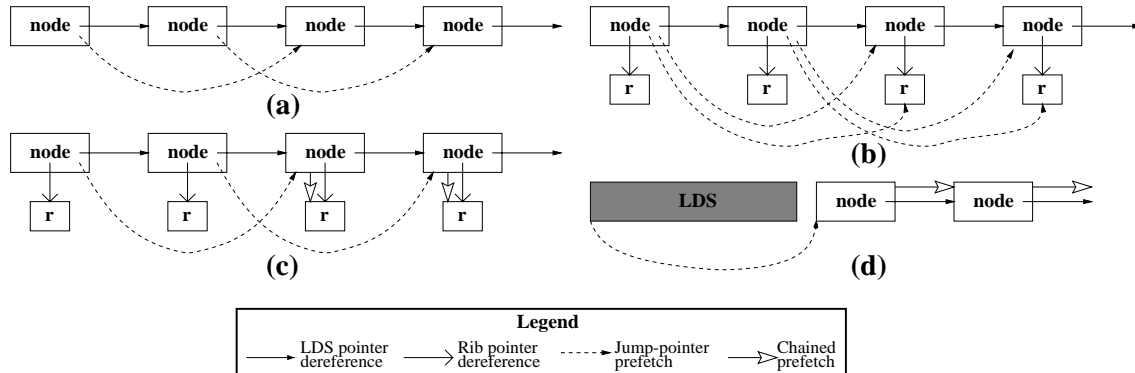 node node node node
(a)
node node node node
r r r r
(b)
node node node node
r r r r
(c)
LDS node node
(d)
Legend
LDS pointer
dereference
Rib pointer
dereference
Jump-pointer
prefetch
Chained
prefetch